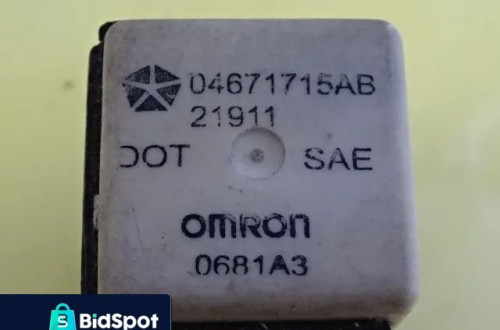 04671715AB
21911
DOT SAE
OMRON
0681A3
S BidSpot